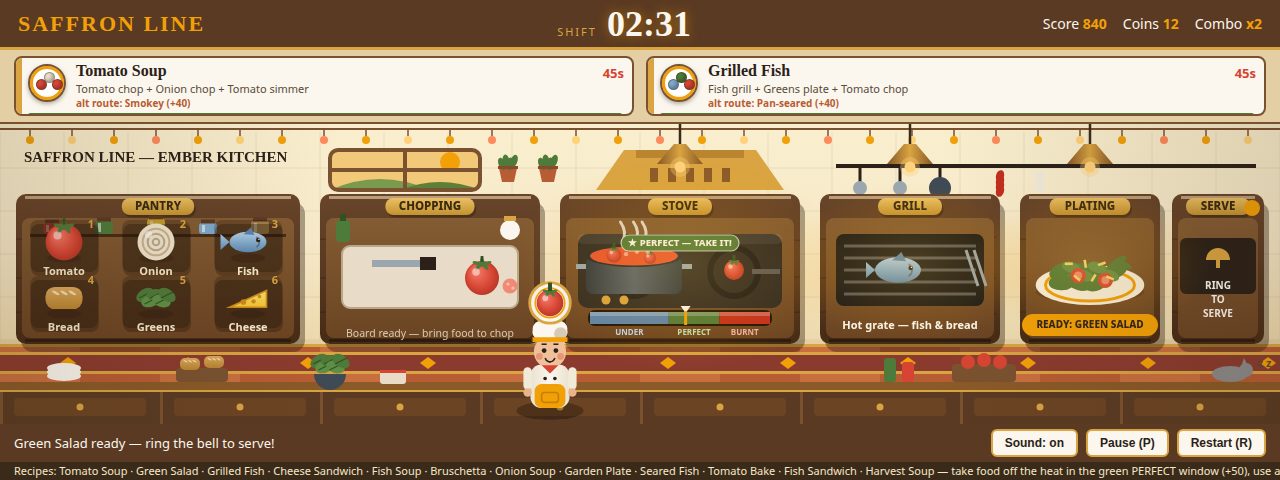 SAFFRON LINE
SHIFT 02:31
Score 840 Coins 12 Combo x2
Tomato Soup
45s
Tomato chop + Onion chop + Tomato simmer
alt route: Smokey (+40)
Grilled Fish
45s
Fish grill + Greens plate + Tomato chop
alt route: Pan-seared (+40)
SAFFRON LINE — EMBER KITCHEN
PANTRY
1
2
3
Tomato
Onion
Fish
4
5
6
Bread
Greens
Cheese
CHOPPING
Board ready — bring food to chop
STOVE
★ PERFECT — TAKE IT!
UNDER
PERFECT
BURNT
GRILL
Hot grate — fish & bread
PLATING
READY: GREEN SALAD
SERVE
RING
TO
SERVE
Green Salad ready — ring the bell to serve!
Sound: on
Pause (P)
Restart (R)
Recipes: Tomato Soup · Green Salad · Grilled Fish · Cheese Sandwich · Fish Soup · Bruschetta · Onion Soup · Garden Plate · Seared Fish · Tomato Bake · Fish Sandwich · Harvest Soup — take food off the heat in the green PERFECT window (+50), use a